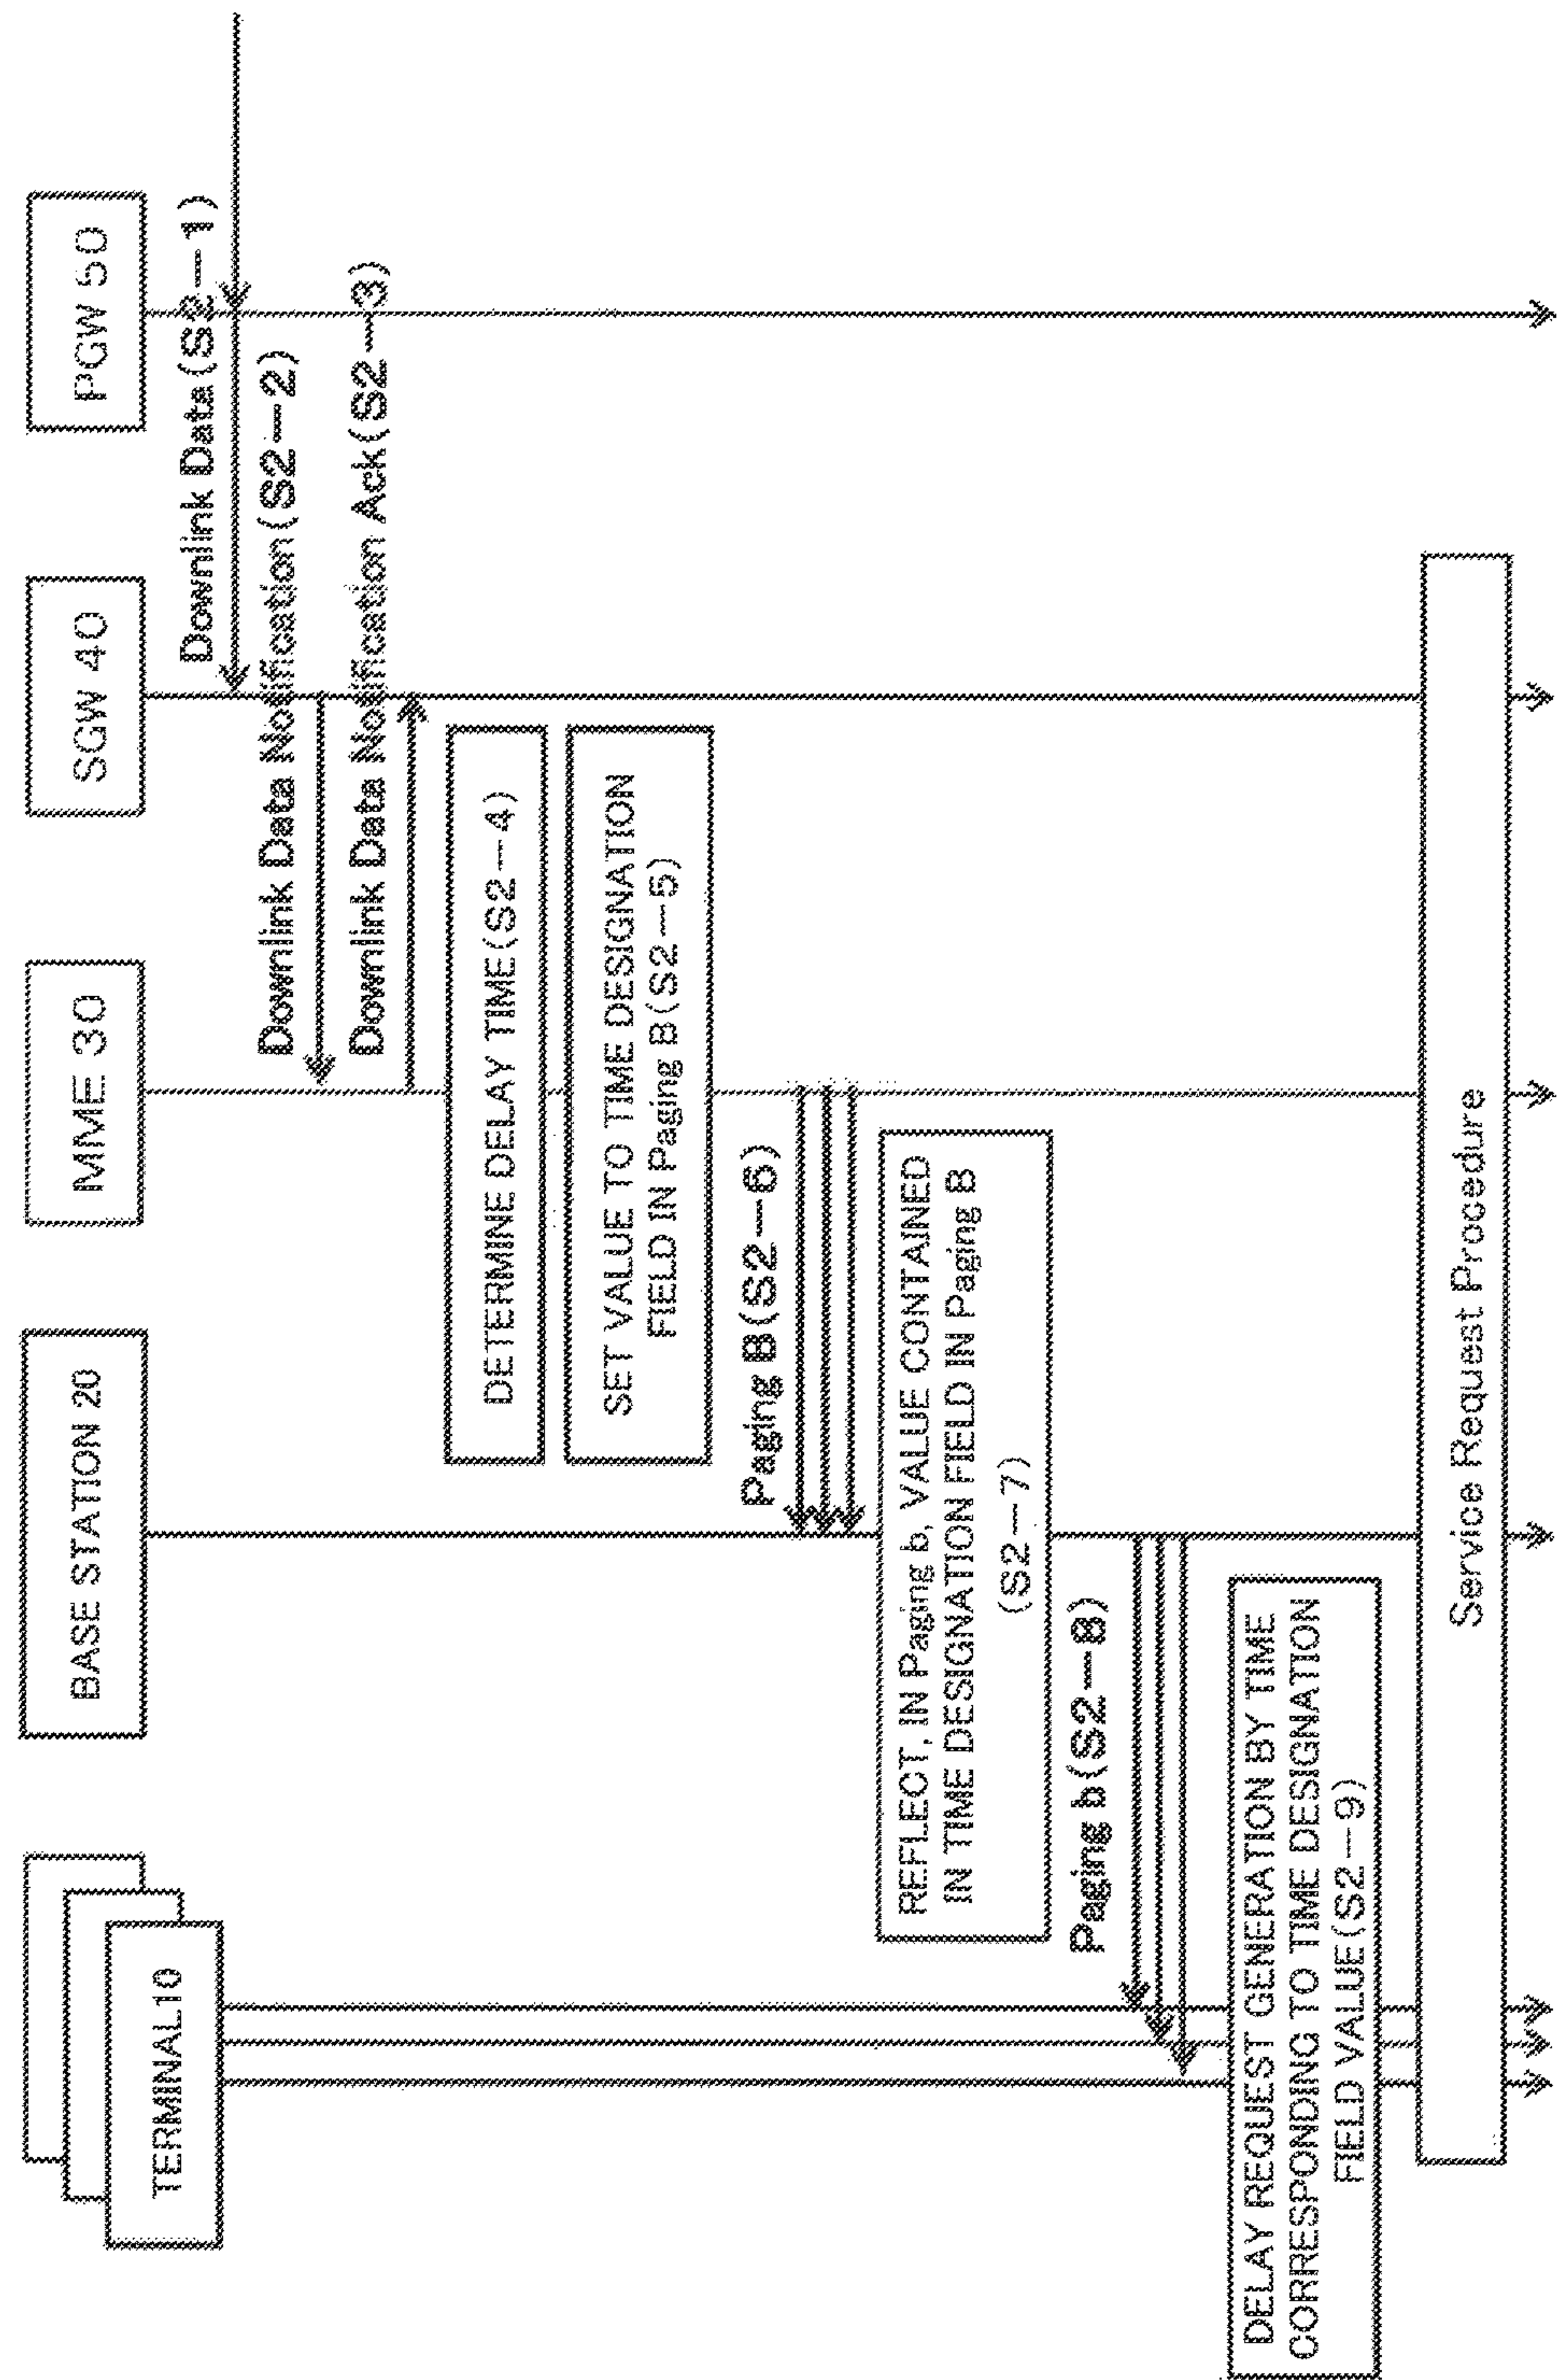 TERMINAL10
BASE STATION 20
MME 30
SGW 40
PGW 50
Downlink Data(S2—1)
Downlink Data Notification(S2—2)
Downlink Data Notification Ack(S2—3)
DETERMINE DELAY TIME(S2—4)
SET VALUE TO TIME DESIGNATION
FIELD IN Paging B(S2—5)
Paging B(S2—6)
REFLECT, IN Paging b, VALUE CONTAINED
IN TIME DESIGNATION FIELD IN Paging B
(S2—7)
Paging b(S2—8)
DELAY REQUEST GENERATION BY TIME
CORRESPONDING TO TIME DESIGNATION
FIELD VALUE(S2—9)
Service Request Procedure